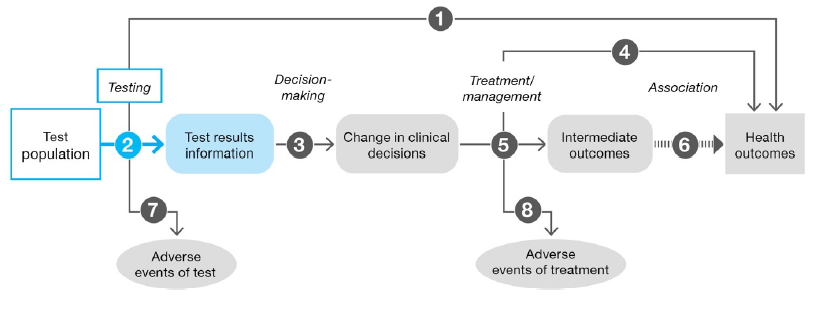 1
4
Testing
Decision-
making
Treatment/
management
Association
Test
population
2
Test results
information
3
Change in clinical
decisions
5
Intermediate
outcomes
6
Health
outcomes
7
8
Adverse
events of test
Adverse
events of treatment